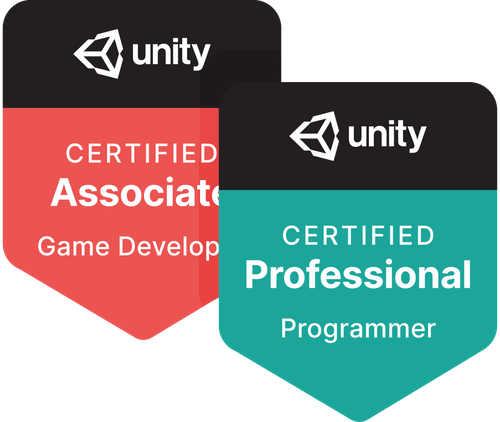 unity
CERTIFIED
Associate
Game Develop
unity
CERTIFIED
Professional
Programmer